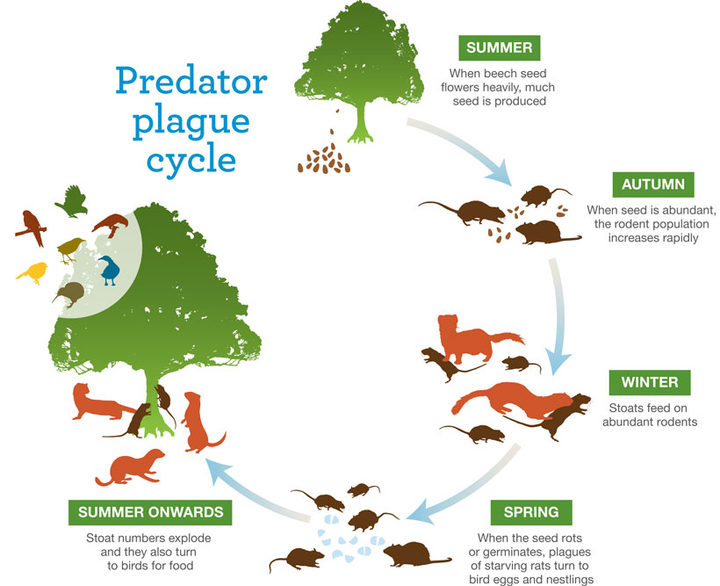 Predator
plague
cycle
SUMMER
When beech seed
flowers heavily, much
seed is produced
AUTUMN
When seed is abundant,
the rodent population
increases rapidly
WINTER
Stoats feed on
abundant rodents
SPRING
When the seed rots
or germinates, plagues
of starving rats turn to
bird eggs and nestlings
SUMMER ONWARDS
Stoat numbers explode
and they also turn
to birds for food